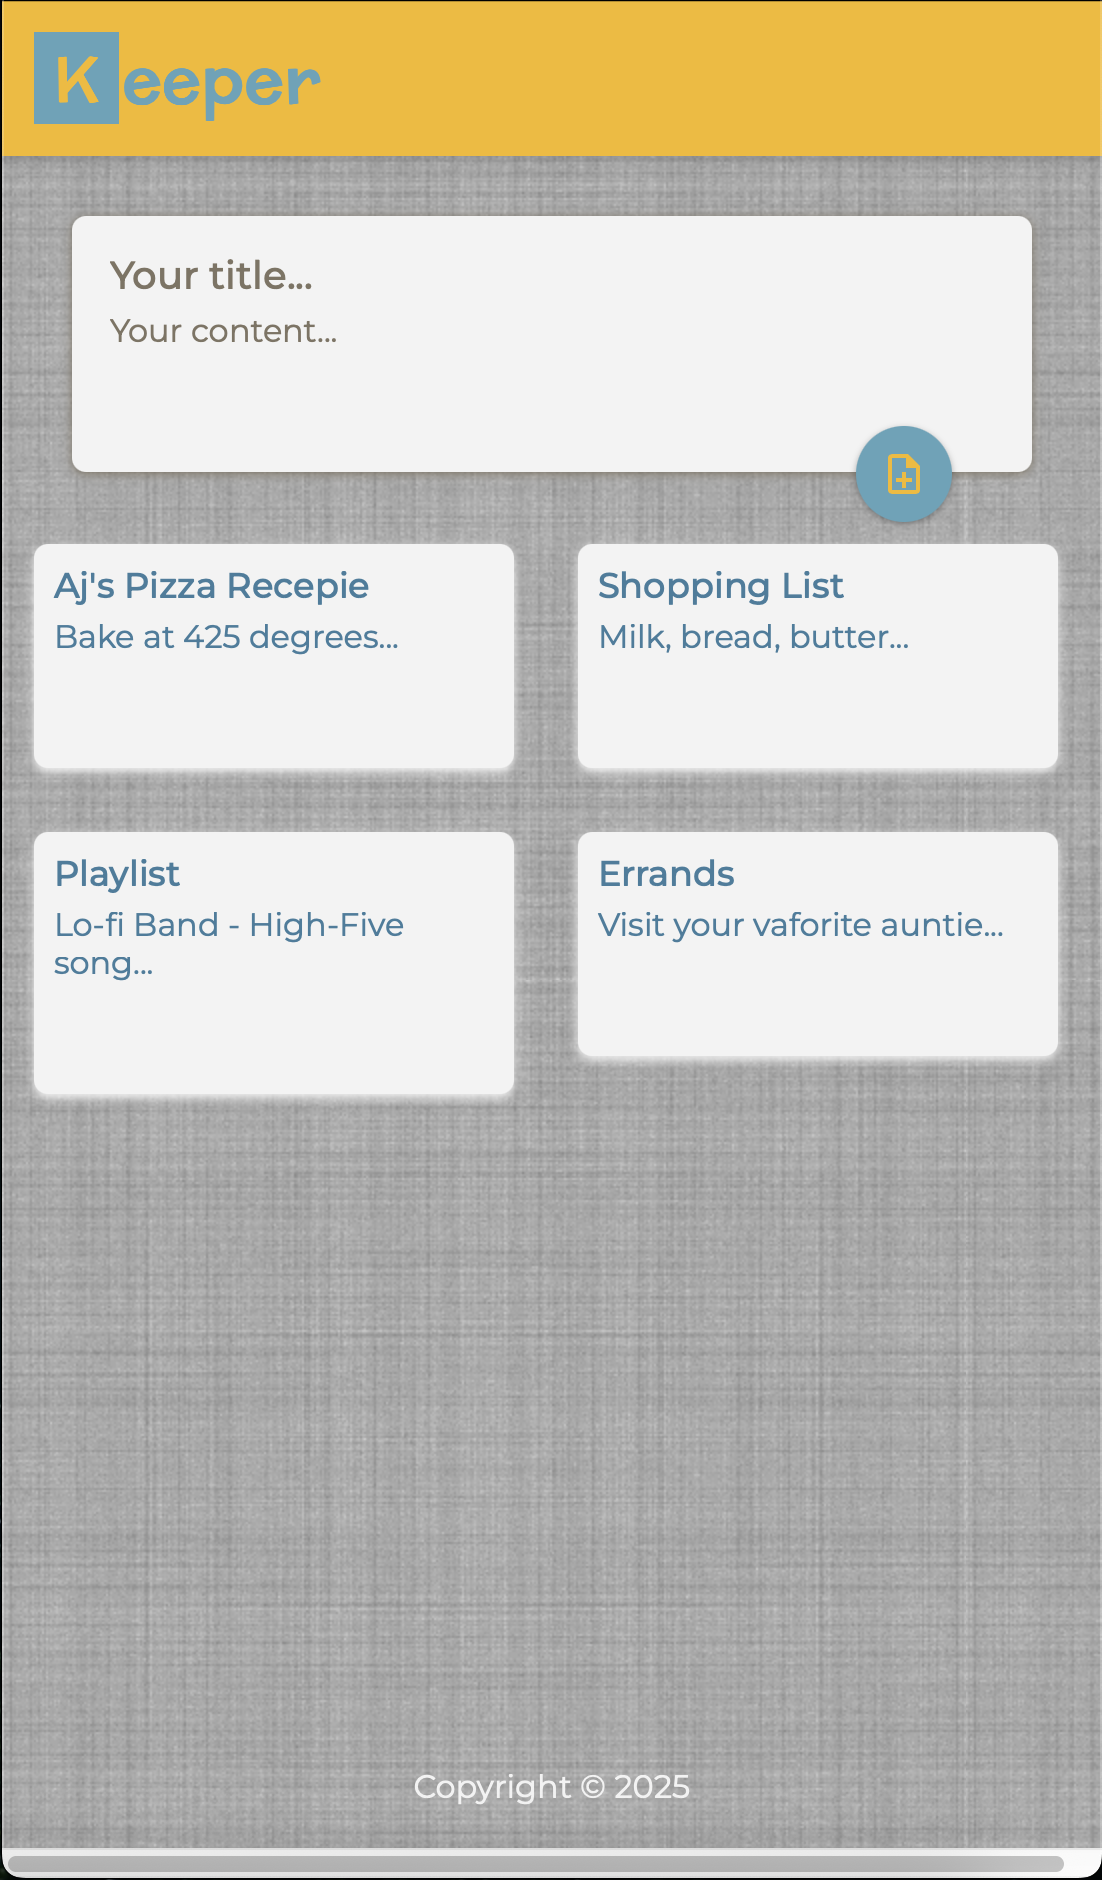 Keeper
Your title...
Your content...
Aj's Pizza Recepie
Bake at 425 degrees...
Shopping List
Milk, bread, butter...
Playlist
Lo-fi Band - High-Five
song...
Errands
Visit your vaforite auntie...
Copyright © 2025